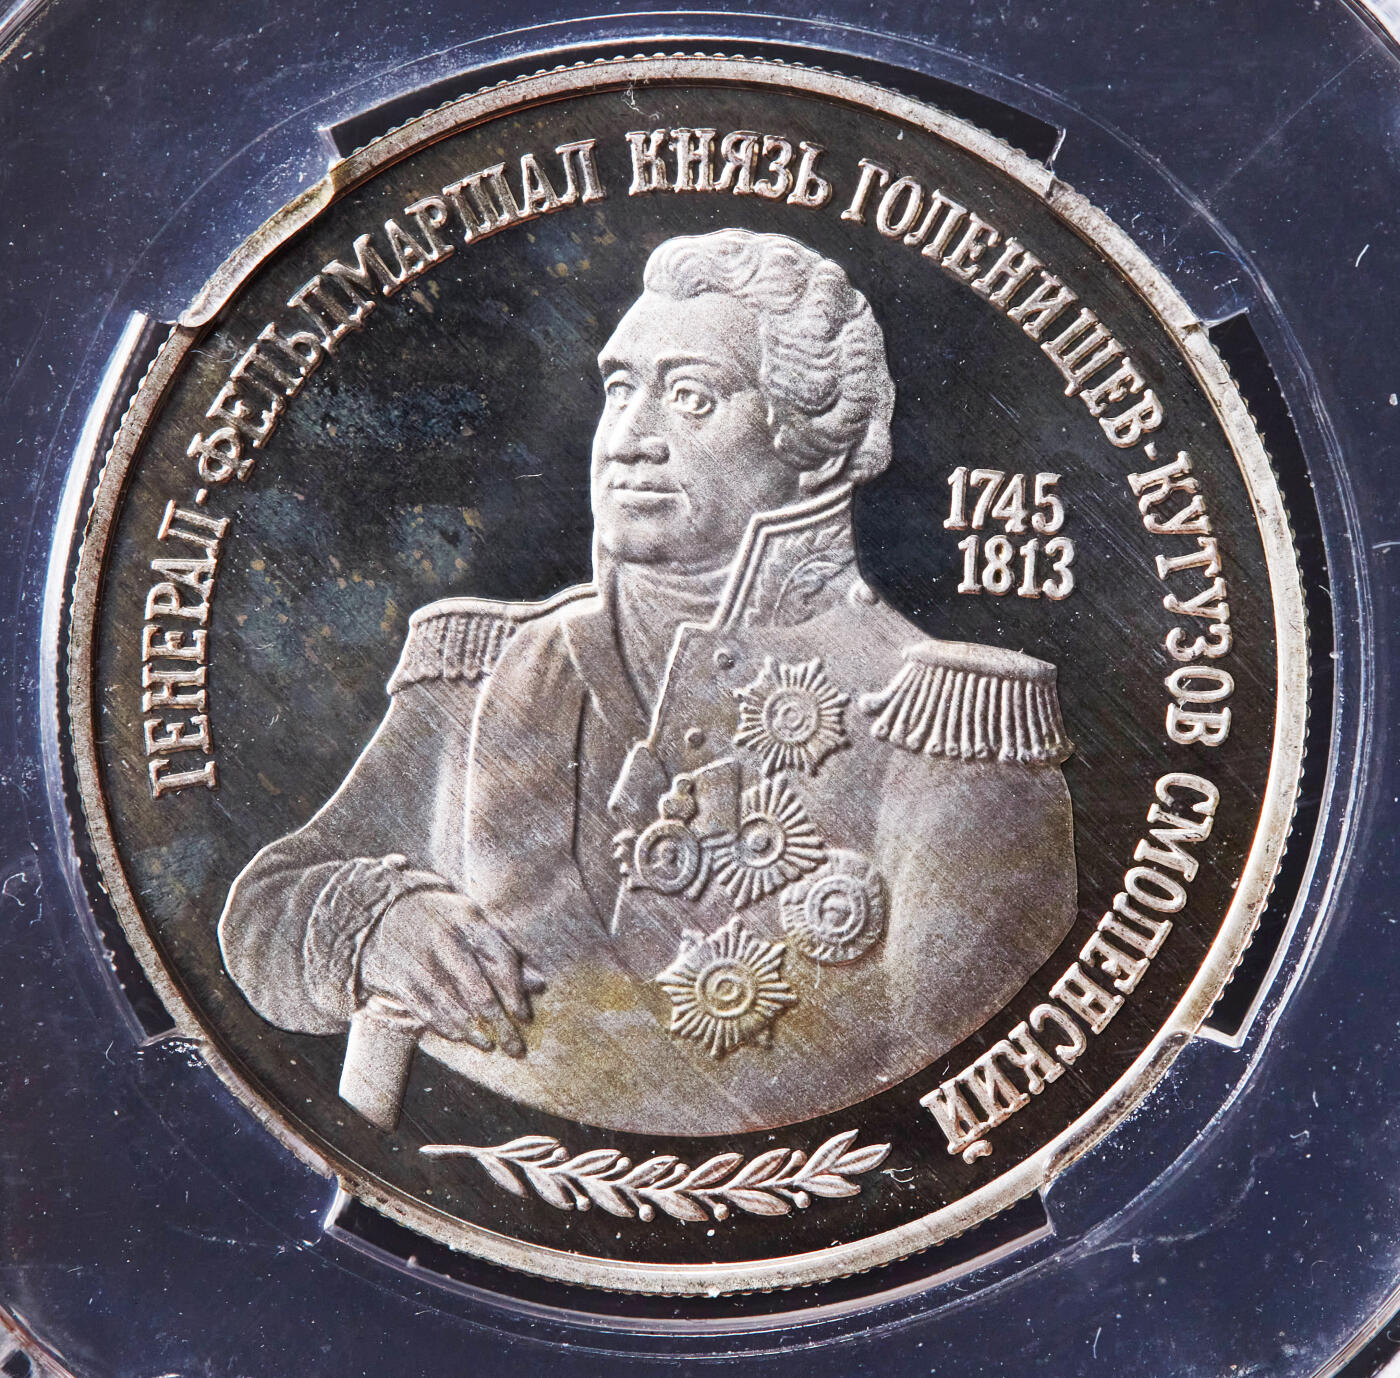 ГЕНЕРАЛ-ФЕЛЬДМАРШАЛ КНЯЗЬ ГОЛЕНИЩЕВ-КУТУЗОВ СМОЛЕНСКИЙ
1745
1813